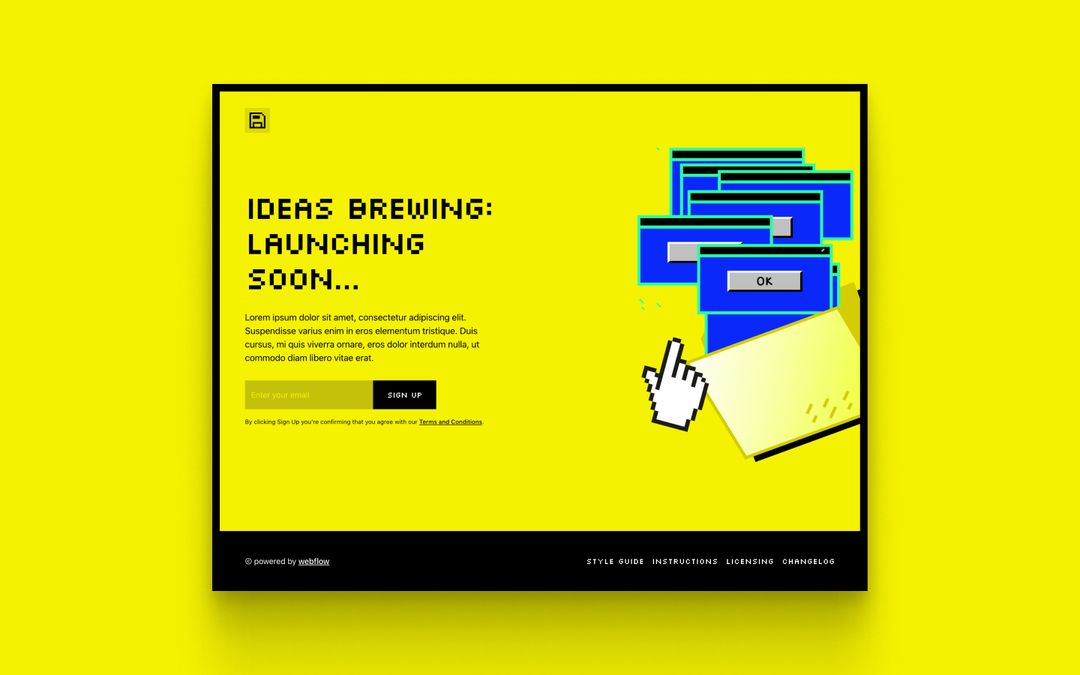 IDEAS BREWING:
LAUNCHING
SOON...
Lorem ipsum dolor sit amet, consectetur adipiscing elit.
Suspendisse varius enim in eros elementum tristique. Duis
cursus, mi quis viverra ornare, eros dolor interdum nulla, ut
commodo diam libero vitae erat.
Enter your email
SIGN UP
By clicking Sign Up you're confirming that you agree with our Terms and Conditions.
OK
© powered by webflow
STYLE GUIDE INSTRUCTIONS LICENSING CHANGELOG